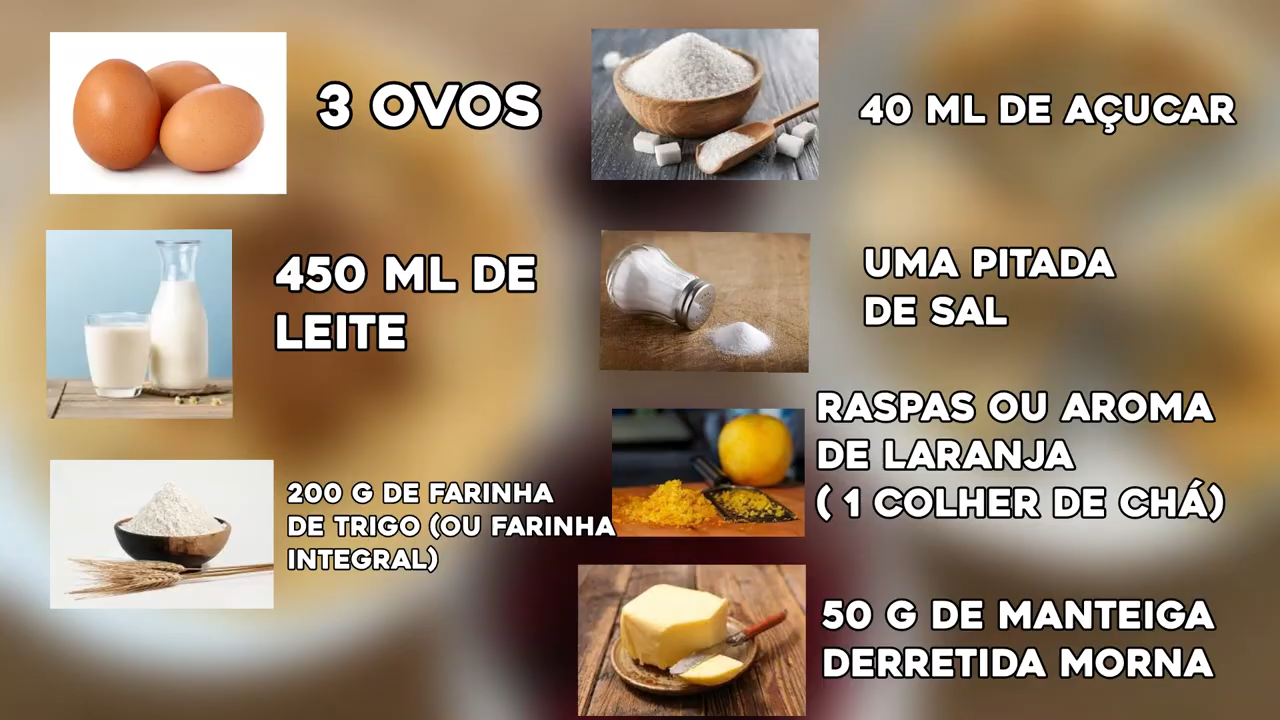 3 OVOS
450 ML DE
LEITE
200 G DE FARINHA
DE TRIGO (OU FARINHA
INTEGRAL)
40 ML DE AÇUCAR
UMA PITADA
DE SAL
RASPAS OU AROMA
DE LARANJA
( 1 COLHER DE CHÁ)
50 G DE MANTEIGA
DERRETIDA MORNA